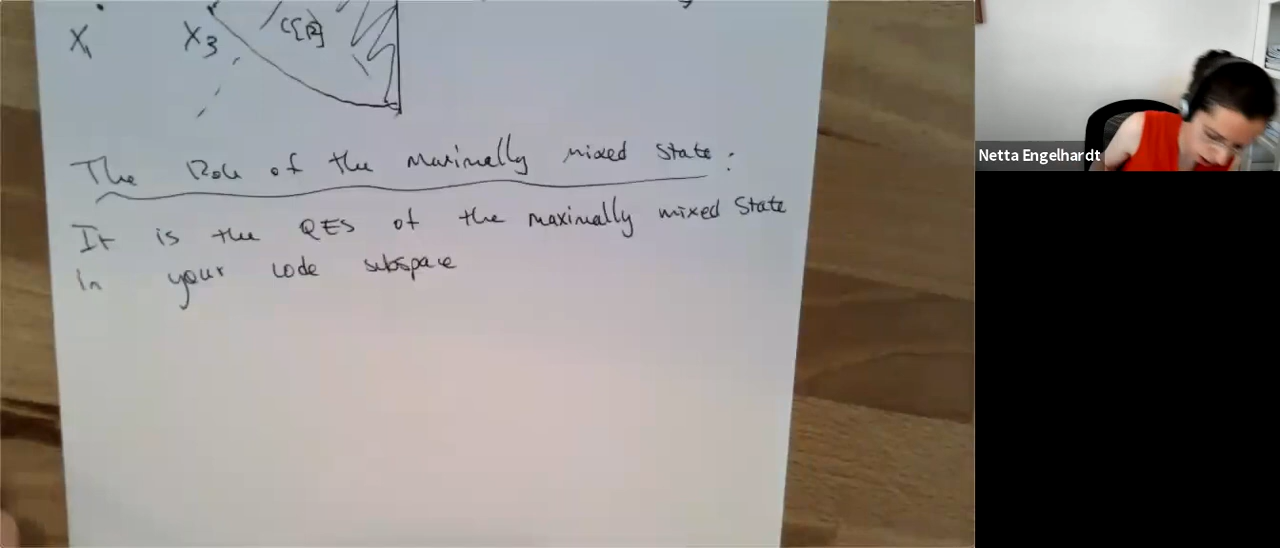 X₁ X₃ C[R]
The Role of the Maximally mixed State :
It is the QES of the maximally mixed State
in your code subspace
Netta Engelhardt